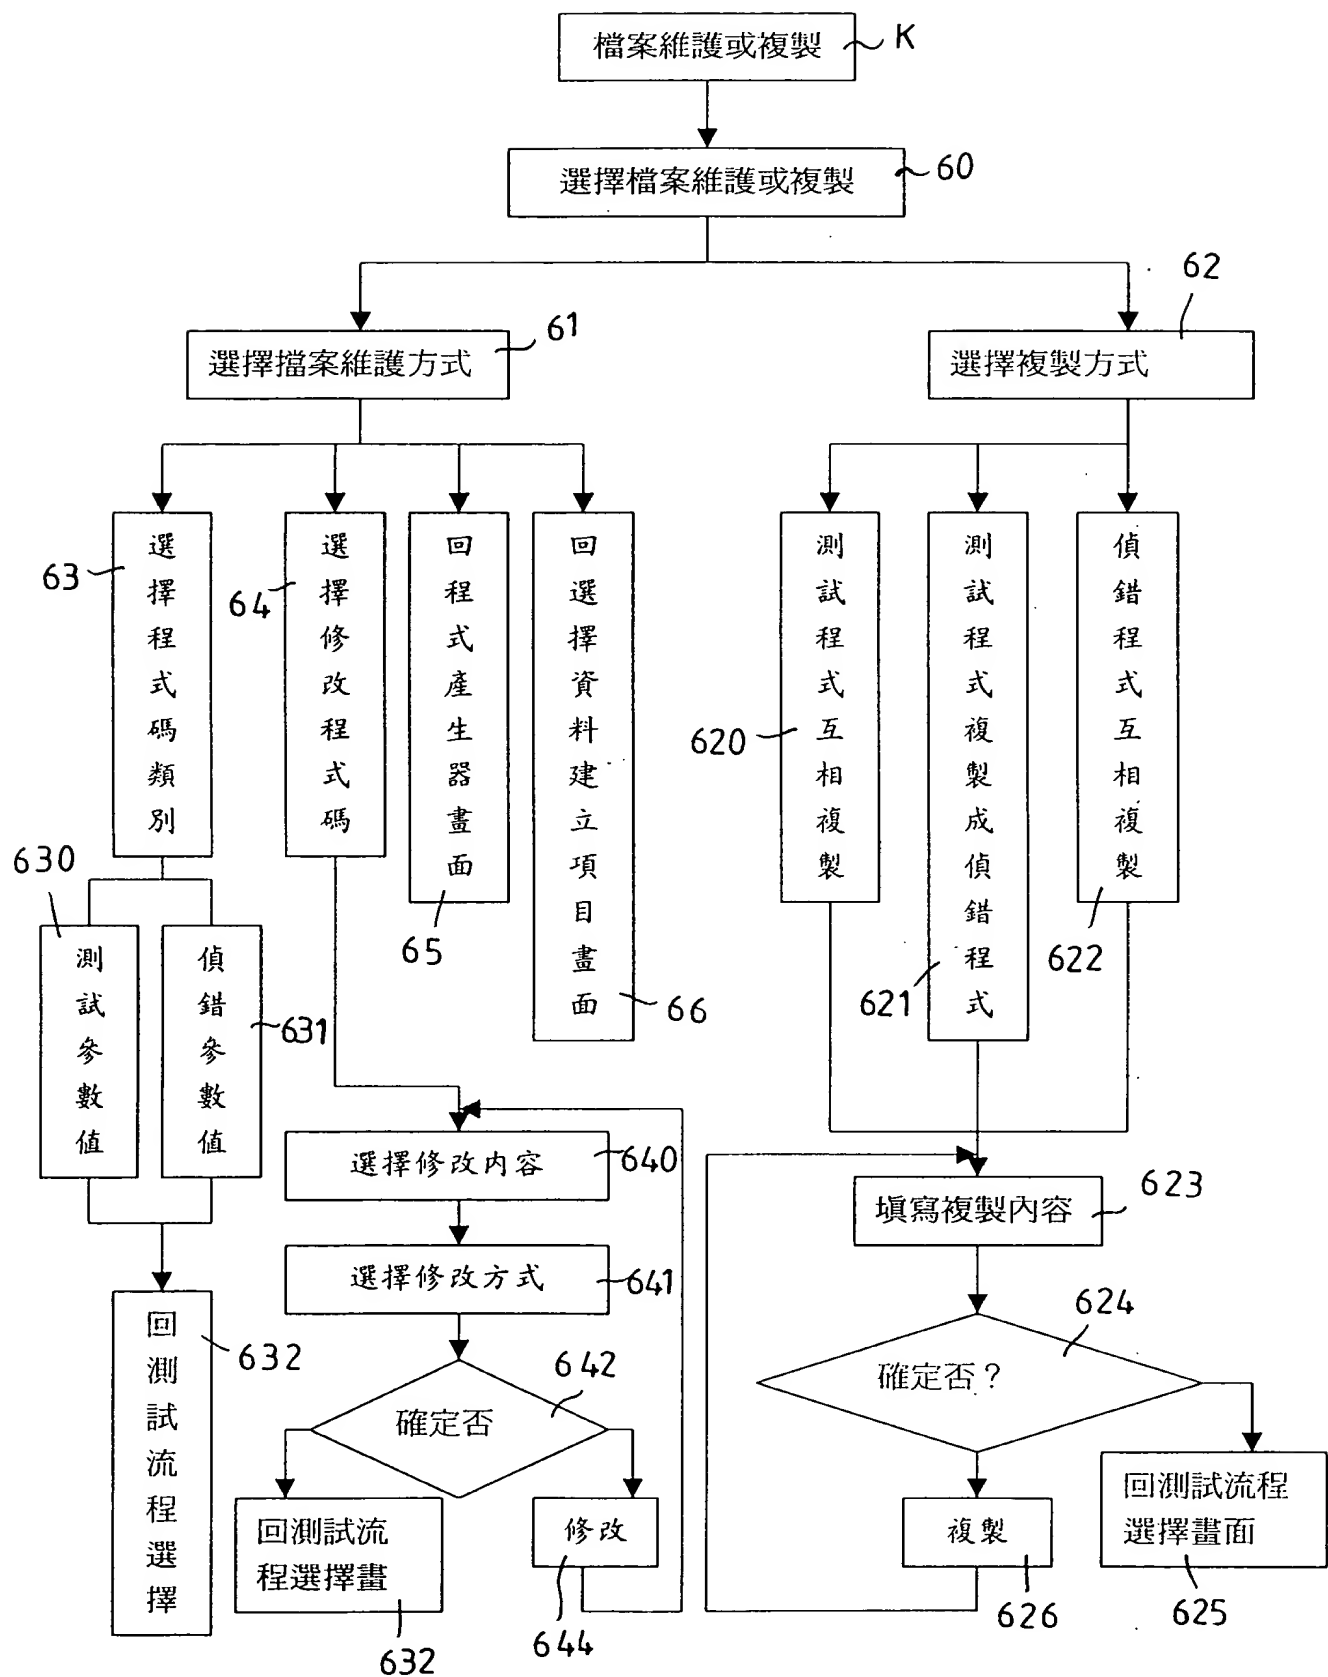 檔案維護或複製
K
選擇檔案維護或複製
60
選擇檔案維護方式
61
選擇複製方式
62
選擇程式碼類別
63
選擇修改程式碼
64
回程式產生器畫面
65
回選擇資料建立項目畫面
66
測試程式互相複製
620
測試程式複製成偵錯程式
621
偵錯程式互相複製
622
測試參數值
630
偵錯參數值
631
回測試流程選擇
632
選擇修改內容
640
選擇修改方式
641
確定否
642
回測試流
程選擇畫
632
修改
644
填寫複製內容
623
確定否?
624
複製
626
回測試流程
選擇畫面
625